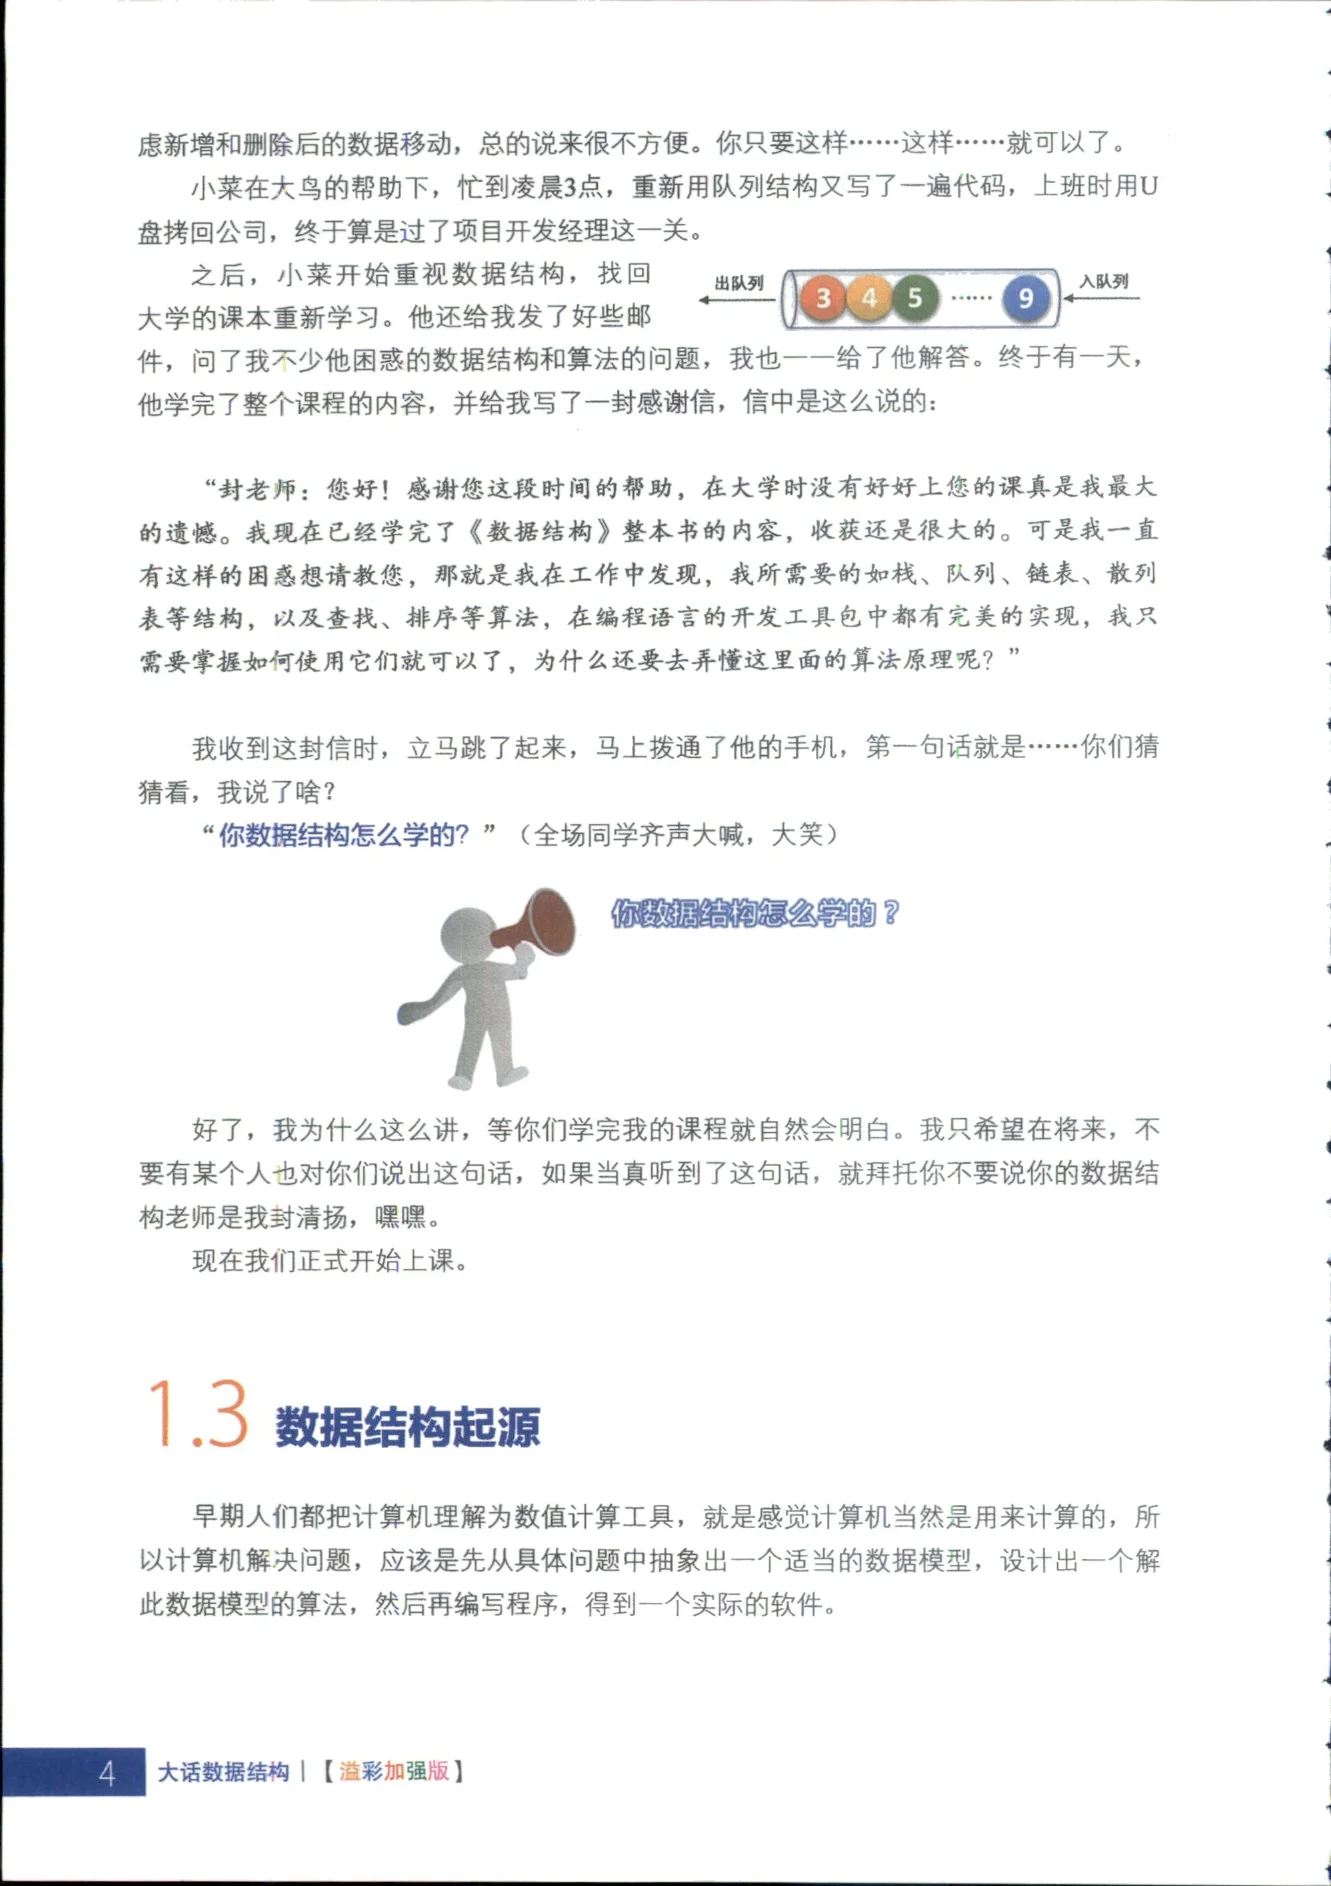 虑新增和删除后的数据移动，总的说来很不方便。你只要这样……这样……就可以了。
小菜在大鸟的帮助下，忙到凌晨3点，重新用队列结构又写了一遍代码，上班时用U
盘拷回公司，终于算是过了项目开发经理这一关。
之后，小菜开始重视数据结构，找回
大学的课本重新学习。他还给我发了好些邮
出队列
3 4 5 …… 9
入队列
件，问了我不少他困惑的数据结构和算法的问题，我也一一给了他解答。终于有一天，
他学完了整个课程的内容，并给我写了一封感谢信，信中是这么说的：
“封老师：您好！感谢您这段时间的帮助，在大学时没有好好上您的课真是我最大
的遗憾。我现在已经学完了《数据结构》整本书的内容，收获还是很大的。可是我一直
有这样的困惑想请教您，那就是我在工作中发现，我所需要的如栈、队列、链表、散列
表等结构，以及查找、排序等算法，在编程语言的开发工具包中都有完美的实现，我只
需要掌握如何使用它们就可以了，为什么还要去弄懂这里面的算法原理呢？”
我收到这封信时，立马跳了起来，马上拨通了他的手机，第一句话就是……你们猜
猜看，我说了啥？
“你数据结构怎么学的？”（全场同学齐声大喊，大笑）
你数据结构怎么学的？
好了，我为什么这么讲，等你们学完我的课程就自然会明白。我只希望在将来，不
要有某个人也对你们说出这句话，如果当真听到了这句话，就拜托你不要说你的数据结
构老师是我封清扬，嘿嘿。
现在我们正式开始上课。
1.3 数据结构起源
早期人们都把计算机理解为数值计算工具，就是感觉计算机当然是用来计算的，所
以计算机解决问题，应该是先从具体问题中抽象出一个适当的数据模型，设计出一个解
此数据模型的算法，然后再编写程序，得到一个实际的软件。
4 大话数据结构 | 【溢彩加强版】